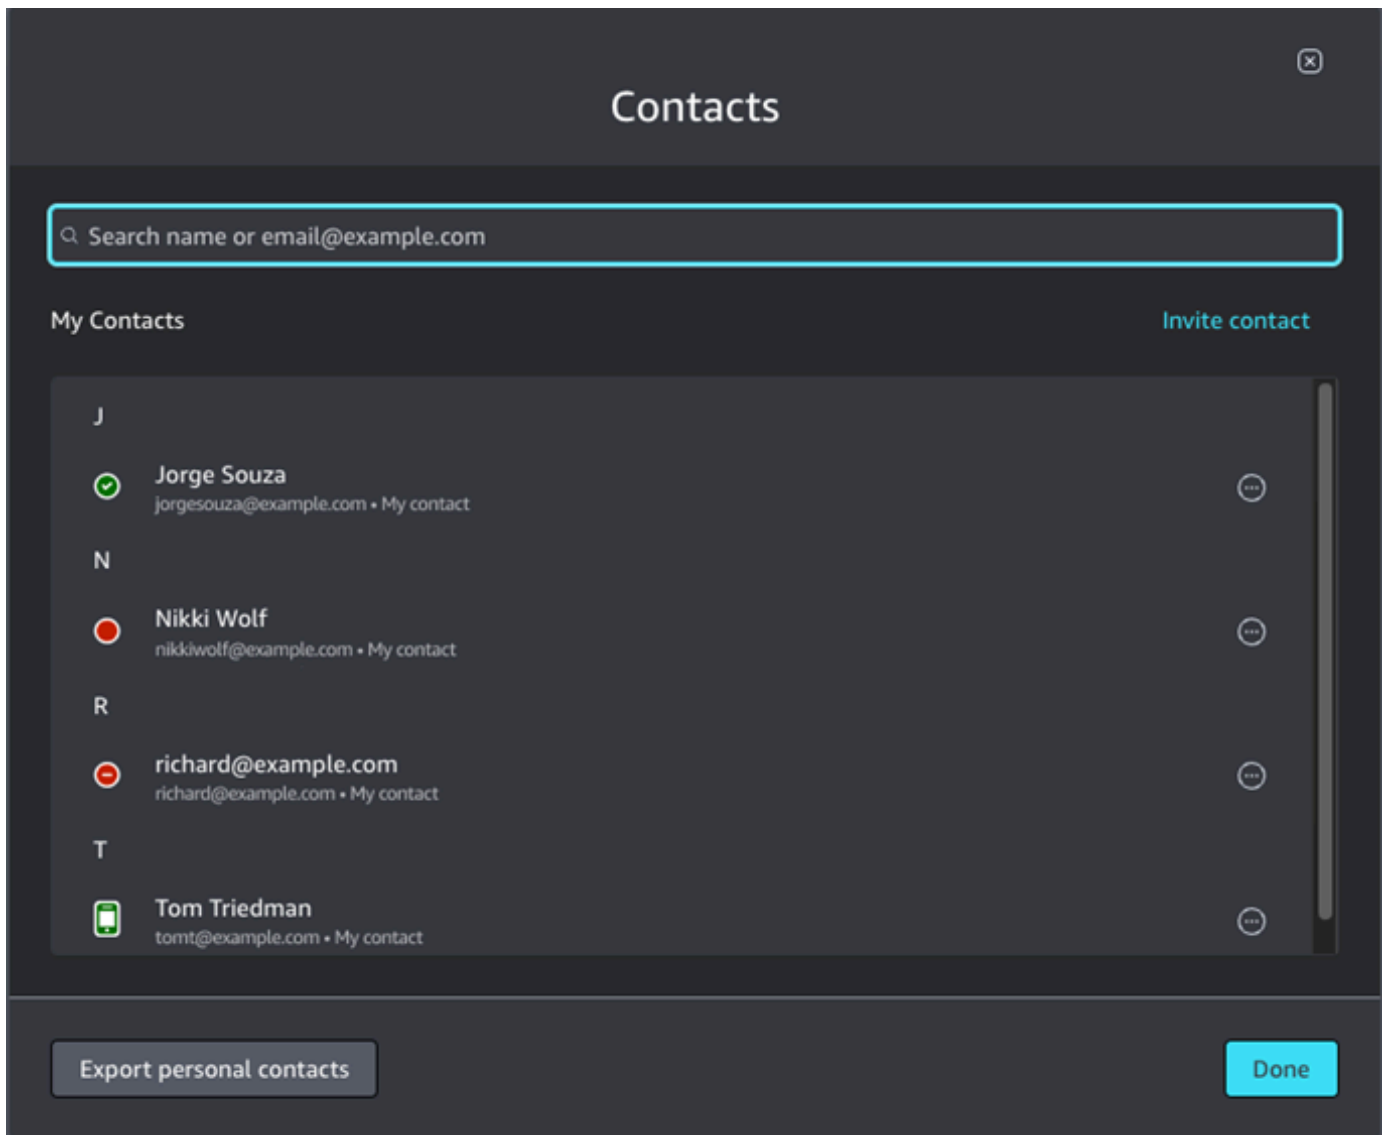 Contacts
Search name or email@example.com
My Contacts
Invite contact
J
Jorge Souza
jorgesouza@example.com • My contact
N
Nikki Wolf
nikkiwolf@example.com • My contact
R
richard@example.com
richard@example.com • My contact
T
Tom Triedman
tomt@example.com • My contact
Export personal contacts
Done